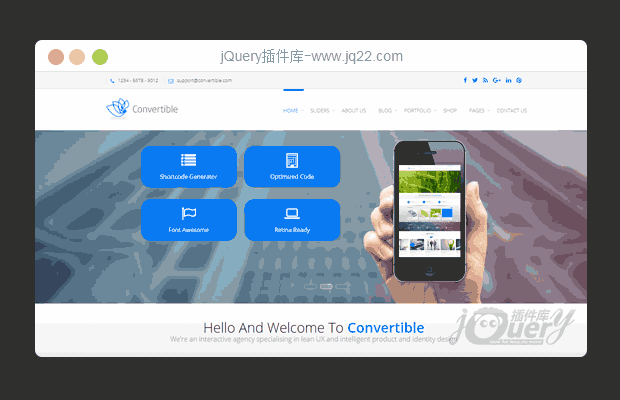 jQuery插件库-www.jq22.com
1234 - 5678 - 9012 support@convertible.com
Convertible
HOME SLIDERS ABOUT US BLOG PORTFOLIO SHOP PAGES CONTACT US
Shortcode Generator Optimized Code
Font Awesome Retina Ready
Hello And Welcome To Convertible
We're an interactive agency specialising in lean UX and intelligent product and identity design
jQuery 插件库